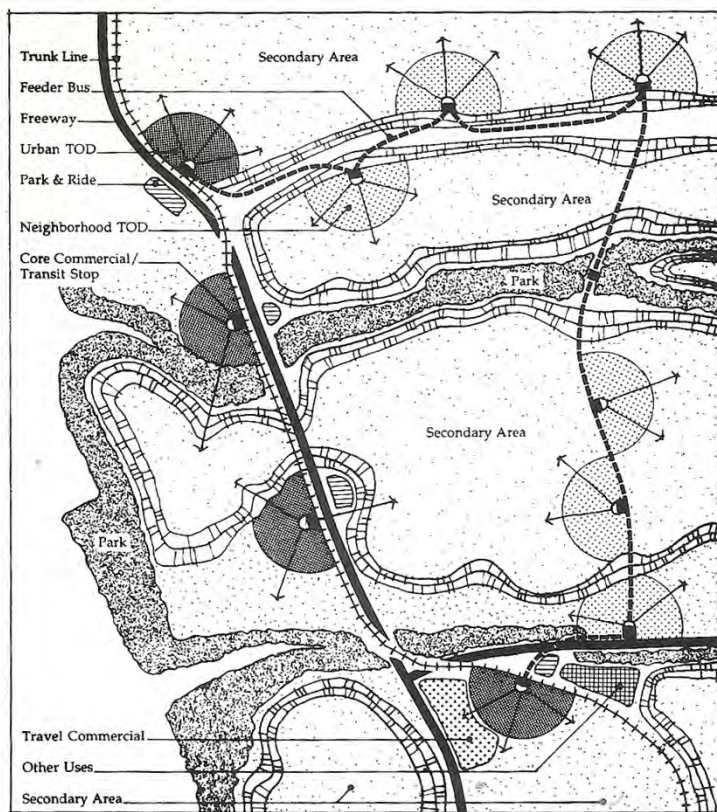 Trunk Line
Secondary Area
Feeder Bus
Freeway
Urban TOD
Park & Ride
Secondary Area
Neighborhood TOD
Core Commercial/
Transit Stop
Park
Secondary Area
Park
Travel Commercial
Other Uses
Secondary Area